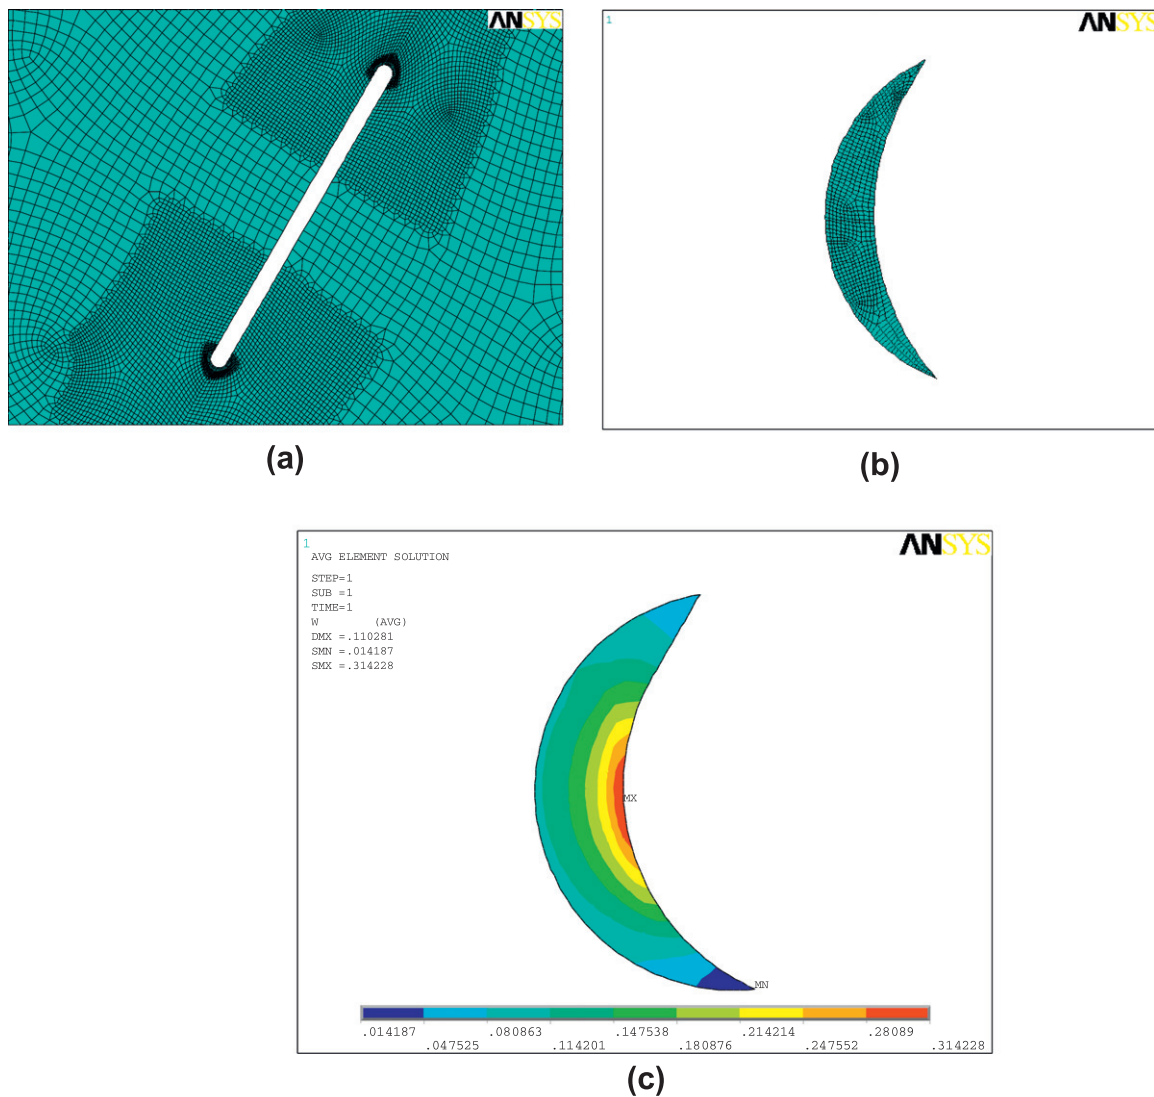 ANSYS
1
ANSYS
(a)
(b)
1
ANSYS
AVG ELEMENT SOLUTION
STEP=1
SUB =1
TIME=1
W (AVG)
DMX =.110281
SMN =.014187
SMX =.314228
MX
MN
.014187 .080863 .147538 .214214 .28089
.047525 .114201 .180876 .247552 .314228
(c)